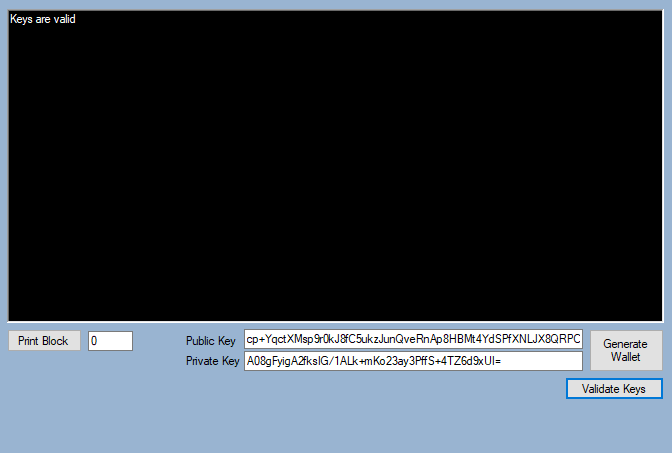 Keys are valid
Print Block
0
Public Key
cp+YqctXMsp9r0kJ8fC5ukzJunQveRnAp8HBMt4YdSPfXNLJX8QRPC
Generate
Wallet
Private Key
A08gFyigA2fksIG/1ALk+mKo23ay3PffS+4TZ6d9xUI=
Validate Keys